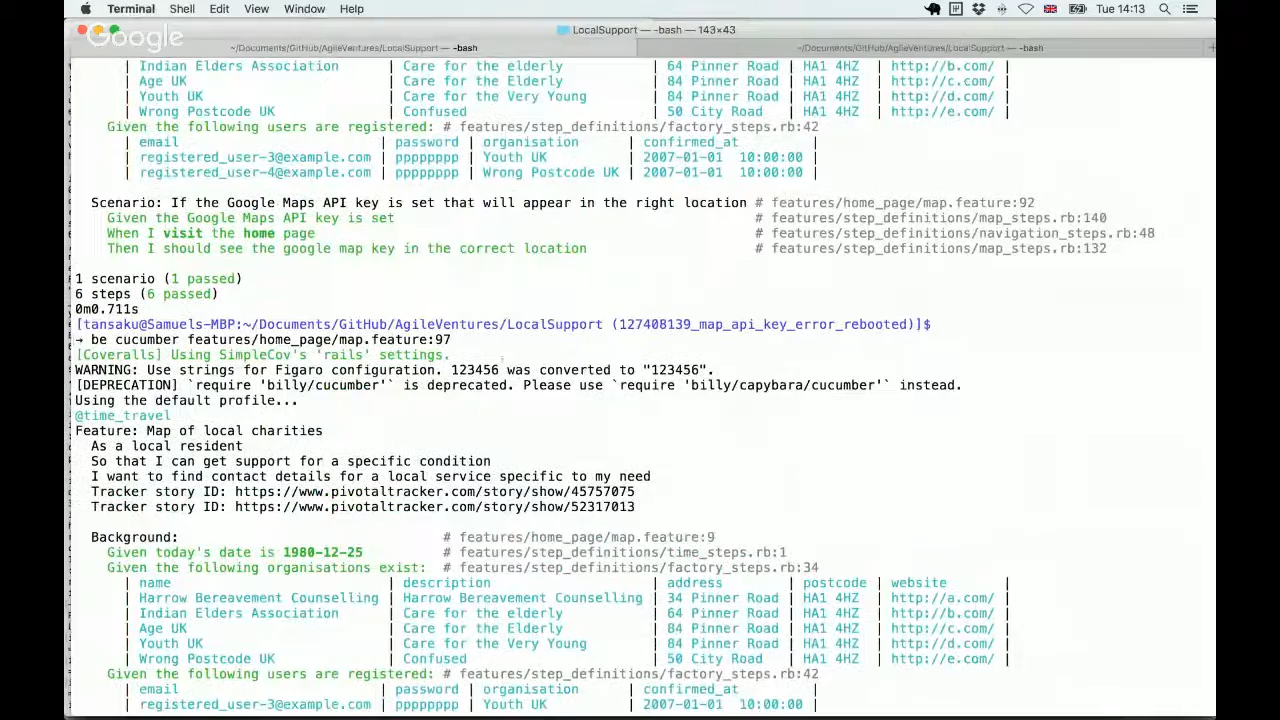 Terminal Shell Edit View Window Help Tue 14:13
Google
LocalSupport — -bash — 143×43
~/Documents/GitHub/AgileVentures/LocalSupport — -bash ~/Documents/GitHub/AgileVentures/LocalSupport — -bash +
| Indian Elders Association | Care for the elderly | 64 Pinner Road | HA1 4HZ | http://b.com/ |
| Age UK | Care for the Elderly | 84 Pinner Road | HA1 4HZ | http://c.com/ |
| Youth UK | Care for the Very Young | 84 Pinner Road | HA1 4HZ | http://d.com/ |
| Wrong Postcode UK | Confused | 50 City Road | HA1 4HZ | http://e.com/ |
Given the following users are registered: # features/step_definitions/factory_steps.rb:42
| email | password | organisation | confirmed_at |
| registered_user-3@example.com | pppppppp | Youth UK | 2007-01-01 10:00:00 |
| registered_user-4@example.com | pppppppp | Wrong Postcode UK | 2007-01-01 10:00:00 |
Scenario: If the Google Maps API key is set that will appear in the right location # features/home_page/map.feature:92
Given the Google Maps API key is set # features/step_definitions/map_steps.rb:140
When I visit the home page # features/step_definitions/navigation_steps.rb:48
Then I should see the google map key in the correct location # features/step_definitions/map_steps.rb:132
1 scenario (1 passed)
6 steps (6 passed)
0m0.711s
[tansaku@Samuels-MBP:~/Documents/GitHub/AgileVentures/LocalSupport (127408139_map_api_key_error_rebooted)]$
→ be cucumber features/home_page/map.feature:97
[Coveralls] Using SimpleCov's 'rails' settings.
WARNING: Use strings for Figaro configuration. 123456 was converted to "123456".
[DEPRECATION] `require 'billy/cucumber'` is deprecated. Please use `require 'billy/capybara/cucumber'` instead.
Using the default profile...
@time_travel
Feature: Map of local charities
As a local resident
So that I can get support for a specific condition
I want to find contact details for a local service specific to my need
Tracker story ID: https://www.pivotaltracker.com/story/show/45757075
Tracker story ID: https://www.pivotaltracker.com/story/show/52317013
Background: # features/home_page/map.feature:9
Given today's date is 1980-12-25 # features/step_definitions/time_steps.rb:1
Given the following organisations exist: # features/step_definitions/factory_steps.rb:34
| name | description | address | postcode | website |
| Harrow Bereavement Counselling | Harrow Bereavement Counselling | 34 Pinner Road | HA1 4HZ | http://a.com/ |
| Indian Elders Association | Care for the elderly | 64 Pinner Road | HA1 4HZ | http://b.com/ |
| Age UK | Care for the Elderly | 84 Pinner Road | HA1 4HZ | http://c.com/ |
| Youth UK | Care for the Very Young | 84 Pinner Road | HA1 4HZ | http://d.com/ |
| Wrong Postcode UK | Confused | 50 City Road | HA1 4HZ | http://e.com/ |
Given the following users are registered: # features/step_definitions/factory_steps.rb:42
| email | password | organisation | confirmed_at |
| registered_user-3@example.com | pppppppp | Youth UK | 2007-01-01 10:00:00 |